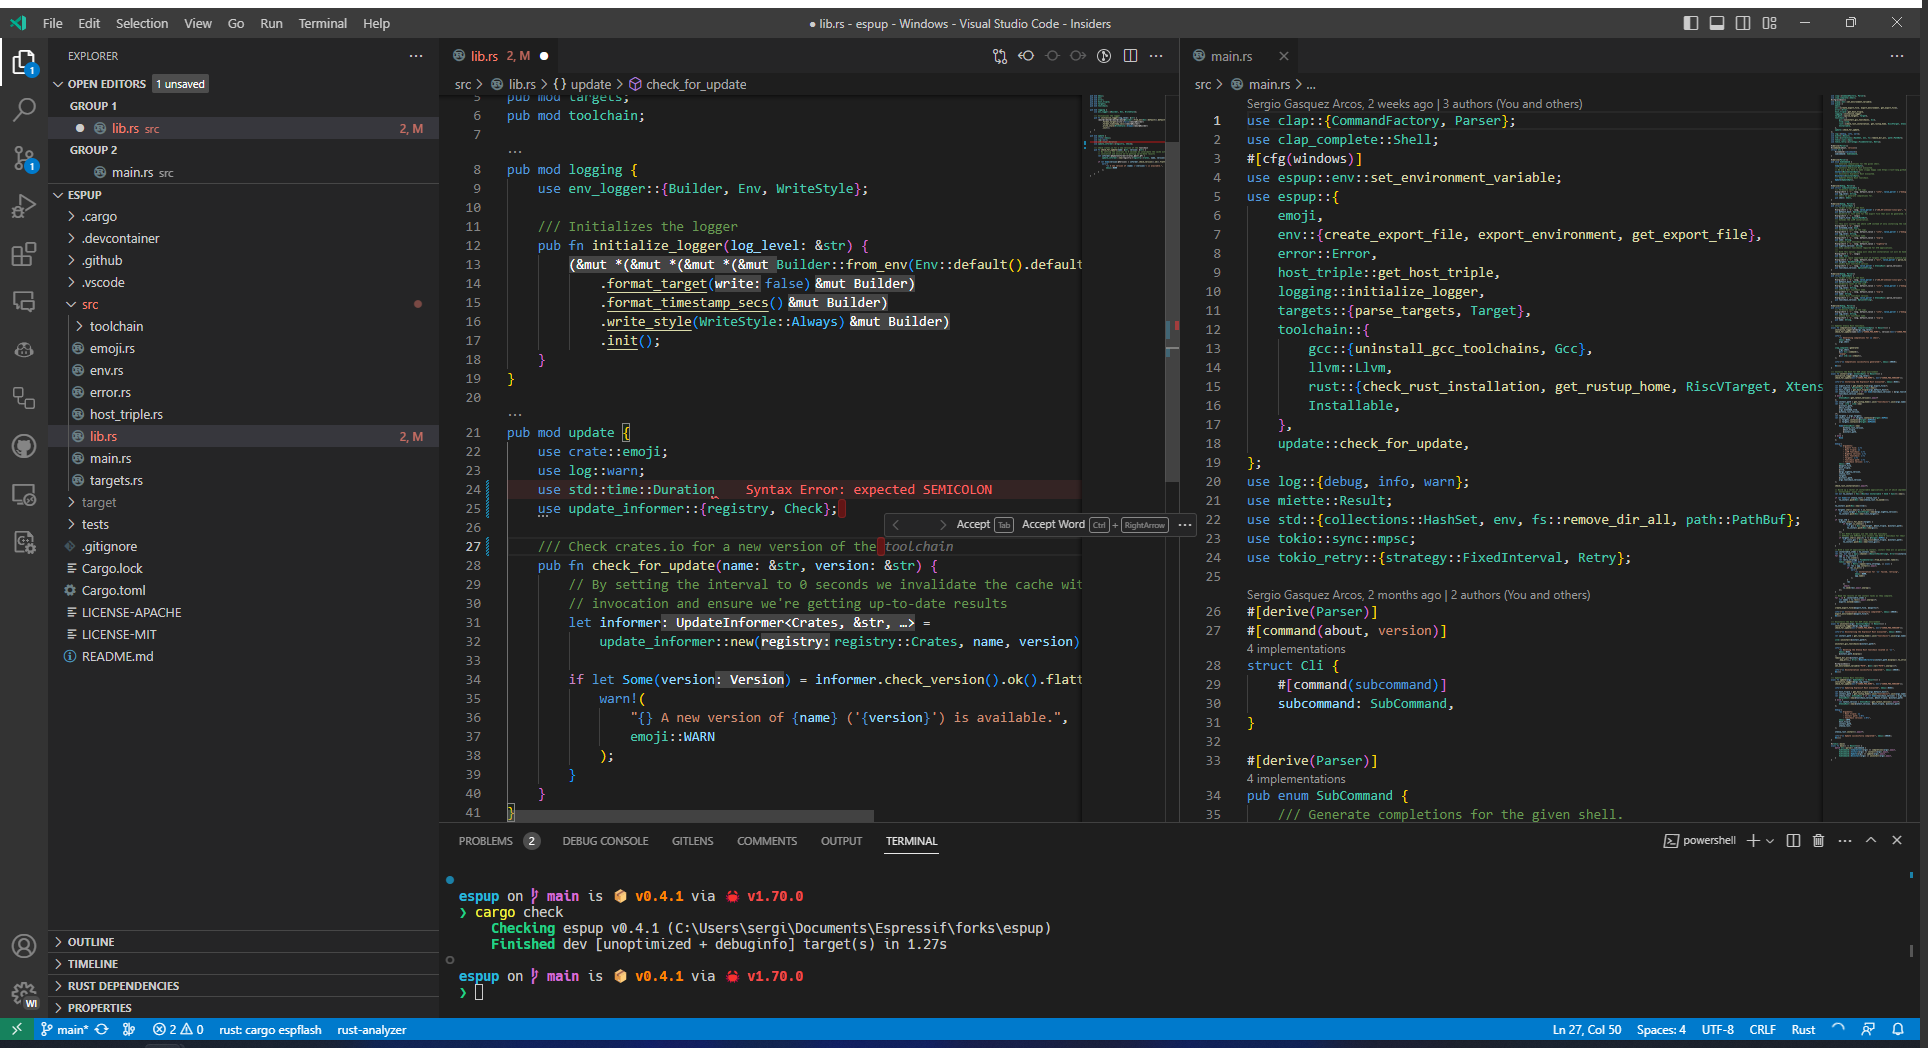 File Edit Selection View Go Run Terminal Help
● lib.rs - espup - Windows - Visual Studio Code - Insiders
EXPLORER
OPEN EDITORS 1 unsaved
GROUP 1
lib.rs src 2, M
GROUP 2
main.rs src
ESPUP
.cargo
.devcontainer
.github
.vscode
src
toolchain
emoji.rs
env.rs
error.rs
host_triple.rs
lib.rs 2, M
main.rs
targets.rs
target
tests
.gitignore
Cargo.lock
Cargo.toml
LICENSE-APACHE
LICENSE-MIT
README.md
OUTLINE
TIMELINE
RUST DEPENDENCIES
PROPERTIES
lib.rs 2, M
src > lib.rs > {} update > check_for_update
5 pub mod targets;
6 pub mod toolchain;
7
...
8 pub mod logging {
9 use env_logger::{Builder, Env, WriteStyle};
10
11 /// Initializes the logger
12 pub fn initialize_logger(log_level: &str) {
13 (&mut *(&mut *(&mut *(&mut Builder::from_env(Env::default().default
14 .format_target(write: false) &mut Builder)
15 .format_timestamp_secs() &mut Builder)
16 .write_style(WriteStyle::Always) &mut Builder)
17 .init();
18 }
19 }
20
...
21 pub mod update {
22 use crate::emoji;
23 use log::warn;
24 use std::time::Duration Syntax Error: expected SEMICOLON
25 use update_informer::{registry, Check};
26
Accept Tab Accept Word Ctrl + RightArrow ...
27 /// Check crates.io for a new version of the toolchain
28 pub fn check_for_update(name: &str, version: &str) {
29 // By setting the interval to 0 seconds we invalidate the cache wit
30 // invocation and ensure we're getting up-to-date results
31 let informer: UpdateInformer<Crates, &str, …> =
32 update_informer::new(registry: registry::Crates, name, version)
33
34 if let Some(version: Version) = informer.check_version().ok().flatt
35 warn!(
36 "{} A new version of {name} ('{version}') is available.",
37 emoji::WARN
38 );
39 }
40 }
41 }
main.rs
src > main.rs > ...
Sergio Gasquez Arcos, 2 weeks ago | 3 authors (You and others)
1 use clap::{CommandFactory, Parser};
2 use clap_complete::Shell;
3 #[cfg(windows)]
4 use espup::env::set_environment_variable;
5 use espup::{
6 emoji,
7 env::{create_export_file, export_environment, get_export_file},
8 error::Error,
9 host_triple::get_host_triple,
10 logging::initialize_logger,
11 targets::{parse_targets, Target},
12 toolchain::{
13 gcc::{uninstall_gcc_toolchains, Gcc},
14 llvm::Llvm,
15 rust::{check_rust_installation, get_rustup_home, RiscVTarget, Xtens
16 Installable,
17 },
18 update::check_for_update,
19 };
20 use log::{debug, info, warn};
21 use miette::Result;
22 use std::{collections::HashSet, env, fs::remove_dir_all, path::PathBuf};
23 use tokio::sync::mpsc;
24 use tokio_retry::{strategy::FixedInterval, Retry};
25
Sergio Gasquez Arcos, 2 months ago | 2 authors (You and others)
26 #[derive(Parser)]
27 #[command(about, version)]
4 implementations
28 struct Cli {
29 #[command(subcommand)]
30 subcommand: SubCommand,
31 }
32
33 #[derive(Parser)]
4 implementations
34 pub enum SubCommand {
35 /// Generate completions for the given shell.
PROBLEMS 2 DEBUG CONSOLE GITLENS COMMENTS OUTPUT TERMINAL
powershell
espup on main is 📦 v0.4.1 via 🦀 v1.70.0
❯ cargo check
Checking espup v0.4.1 (C:\Users\sergi\Documents\Espressif\forks\espup)
Finished dev [unoptimized + debuginfo] target(s) in 1.27s
espup on main is 📦 v0.4.1 via 🦀 v1.70.0
❯
main* 2 0 rust: cargo espflash rust-analyzer
Ln 27, Col 50 Spaces: 4 UTF-8 CRLF Rust